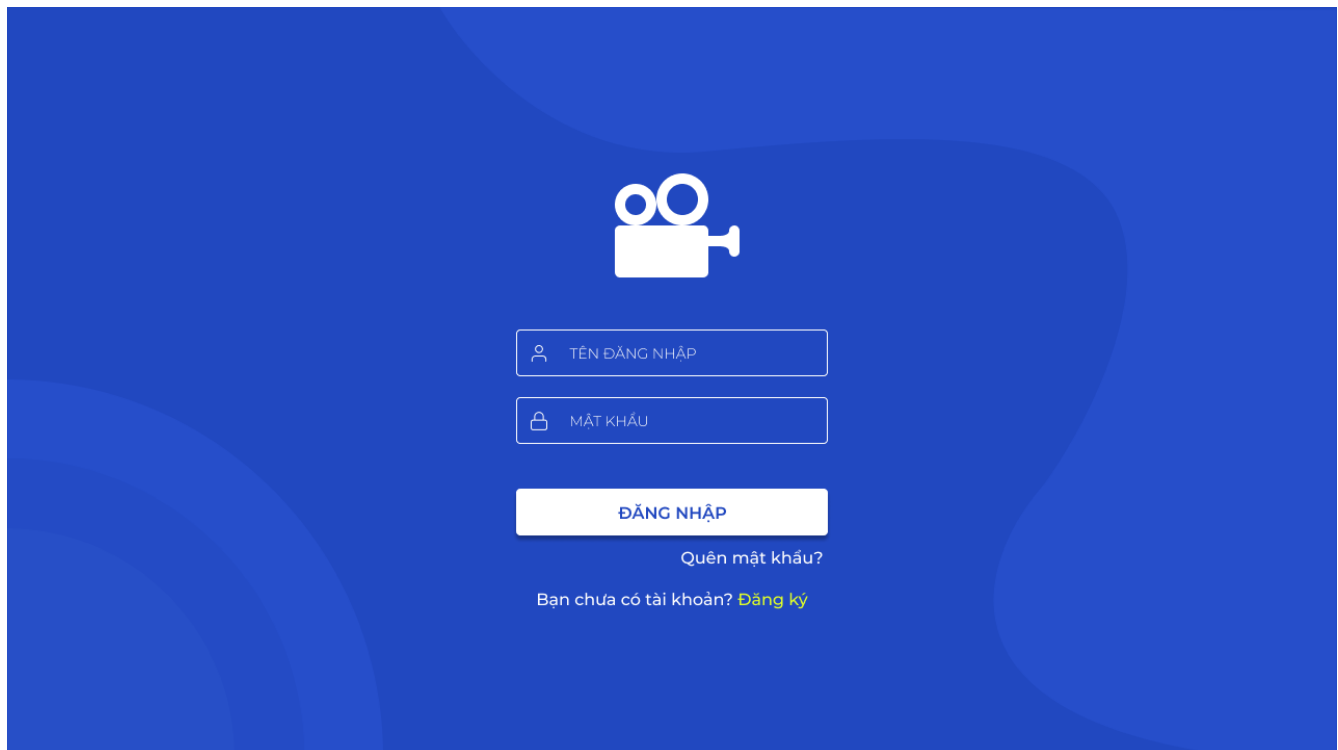 TÊN ĐĂNG NHẬP
MẬT KHẨU
ĐĂNG NHẬP
Quên mật khẩu?
Bạn chưa có tài khoản? Đăng ký